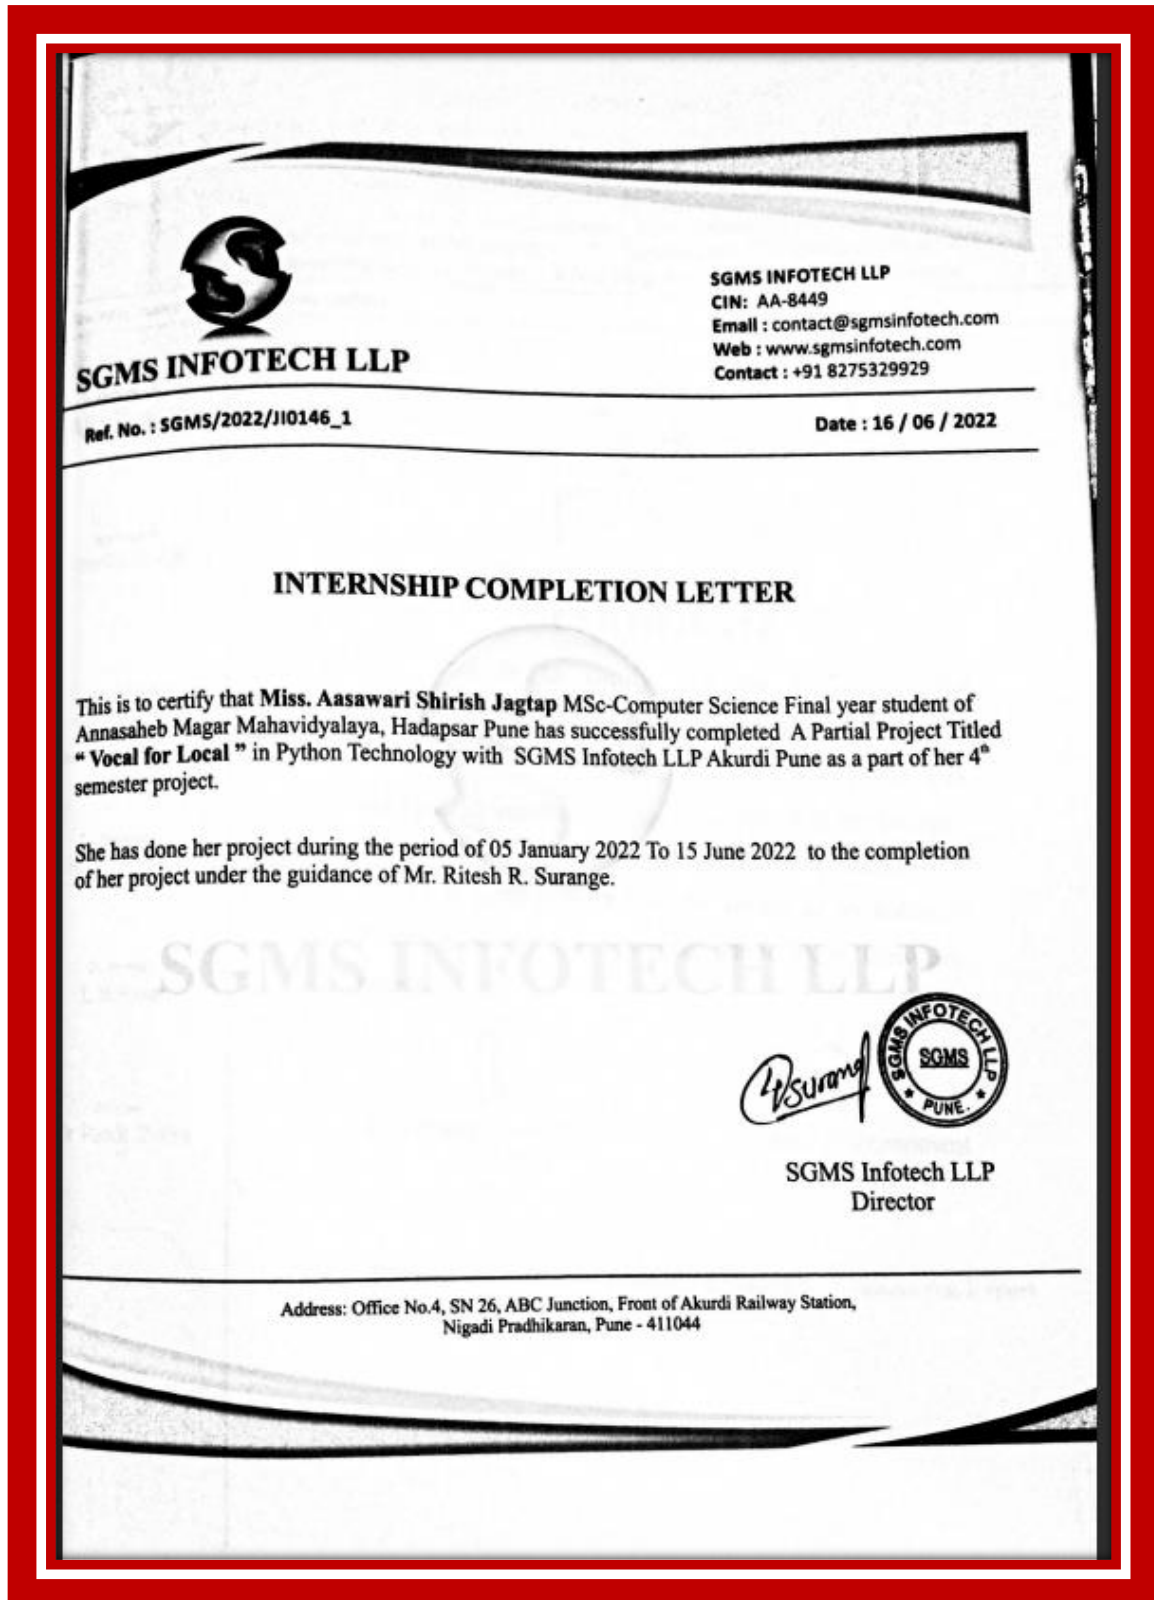 SGMS INFOTECH LLP
SGMS INFOTECH LLP
CIN: AA-8449
Email : contact@sgmsinfotech.com
Web : www.sgmsinfotech.com
Contact : +91 8275329929
Ref. No. : SGMS/2022/JI0146_1
Date : 16 / 06 / 2022
INTERNSHIP COMPLETION LETTER
This is to certify that Miss. Aasawari Shirish Jagtap MSc-Computer Science Final year student of
Annasaheb Magar Mahavidyalaya, Hadapsar Pune has successfully completed A Partial Project Titled
“ Vocal for Local ” in Python Technology with SGMS Infotech LLP Akurdi Pune as a part of her 4th
semester project.
She has done her project during the period of 05 January 2022 To 15 June 2022 to the completion
of her project under the guidance of Mr. Ritesh R. Surange.
SGMS INFOTECH LLP
SGMS INFOTECH LLP
SGMS
★ PUNE. ★
SGMS Infotech LLP
Director
Address: Office No.4, SN 26, ABC Junction, Front of Akurdi Railway Station,
Nigadi Pradhikaran, Pune - 411044